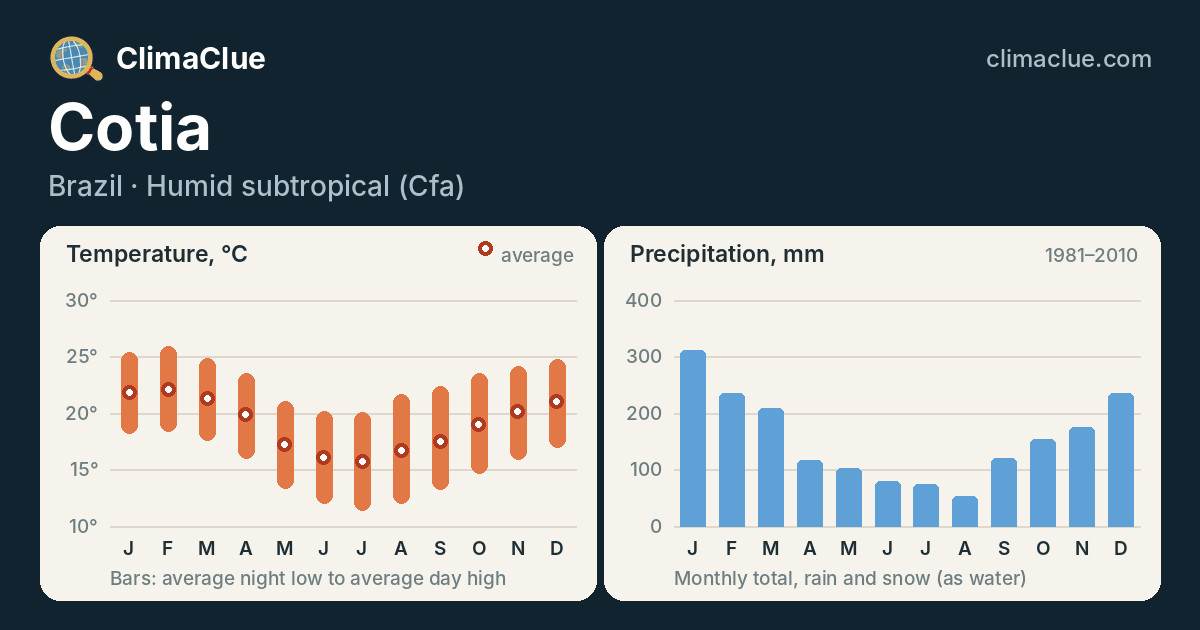 ClimaClue
climaclue.com
Cotia
Brazil · Humid subtropical (Cfa)
Temperature, °C
average
30°
25°
20°
15°
10°
J F M A M J J A S O N D
Bars: average night low to average day high
Precipitation, mm
1981–2010
400
300
200
100
0
J F M A M J J A S O N D
Monthly total, rain and snow (as water)